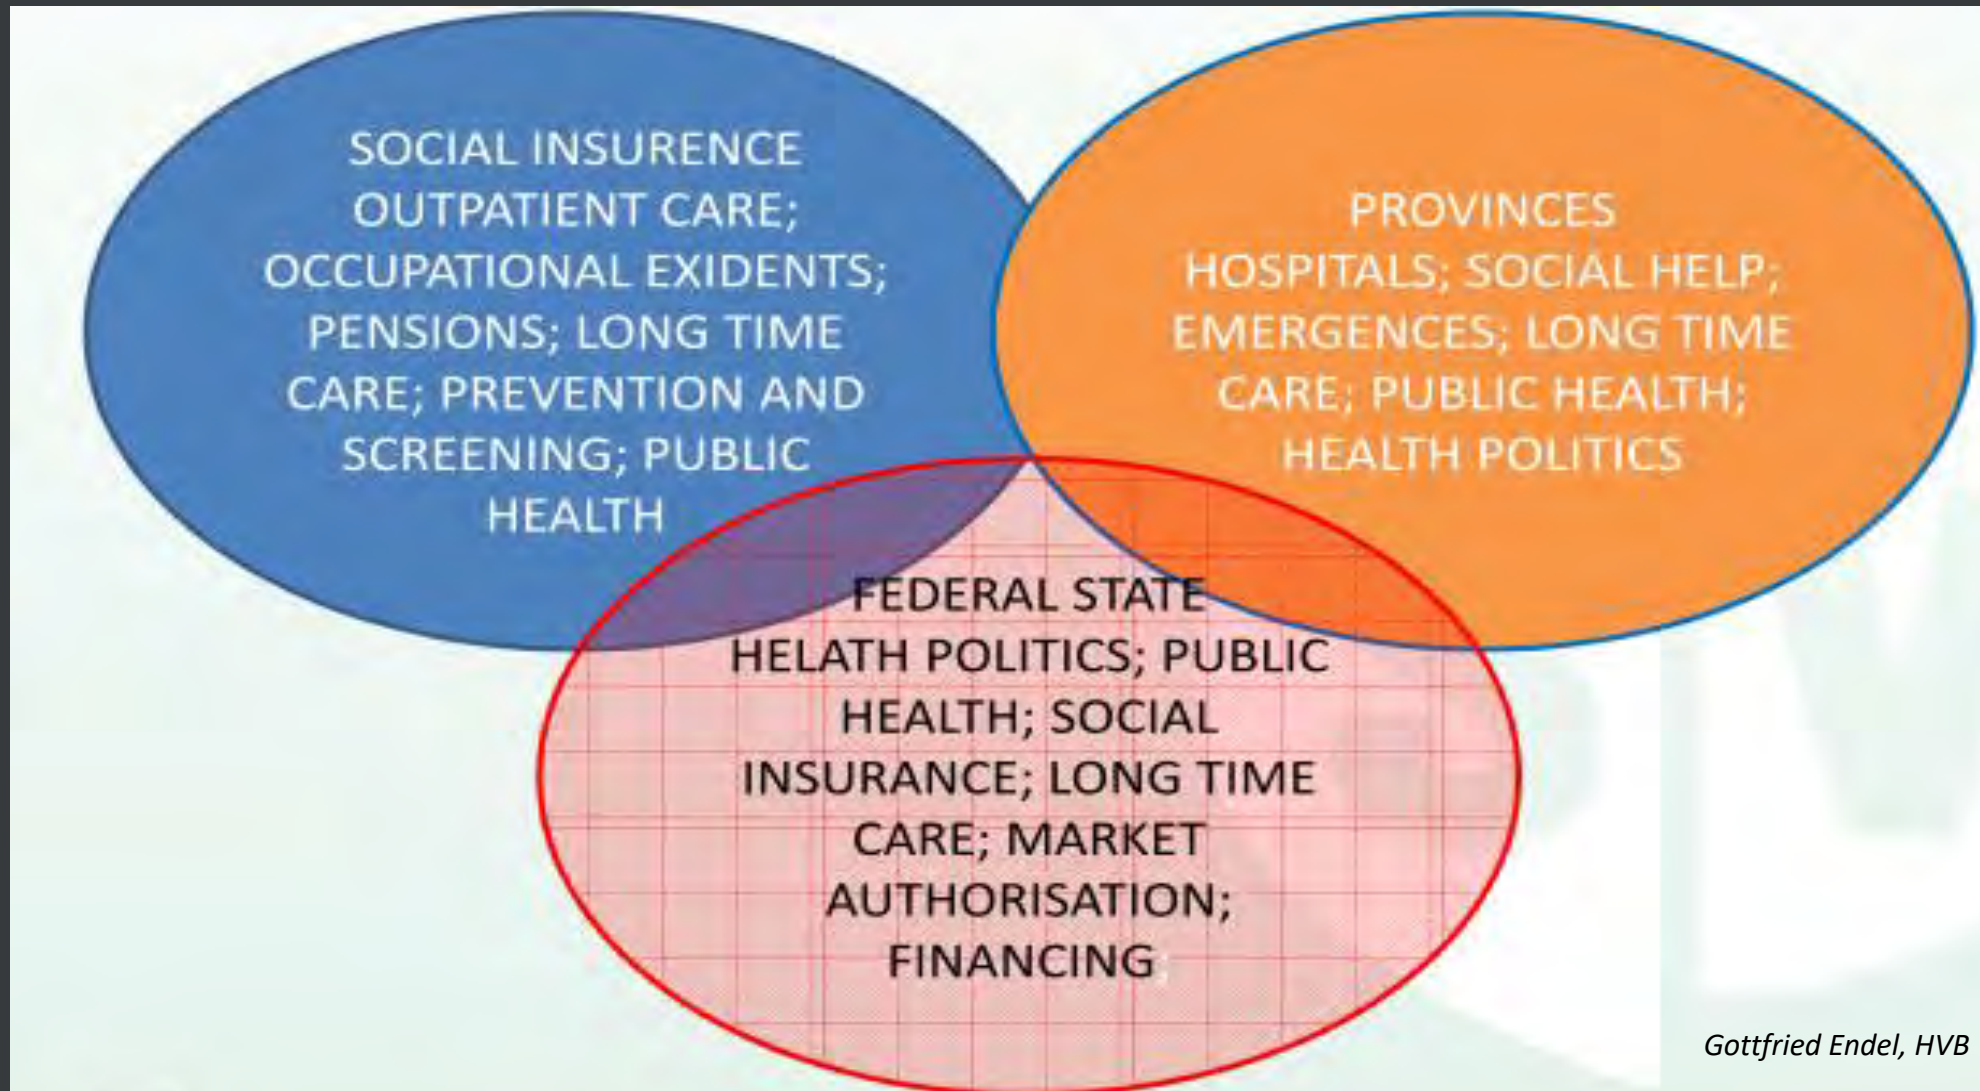 SOCIAL INSURENCE
OUTPATIENT CARE;
OCCUPATIONAL EXIDENTS;
PENSIONS; LONG TIME
CARE; PREVENTION AND
SCREENING; PUBLIC
HEALTH
PROVINCES
HOSPITALS; SOCIAL HELP;
EMERGENCES; LONG TIME
CARE; PUBLIC HEALTH;
HEALTH POLITICS
FEDERAL STATE
HELATH POLITICS; PUBLIC
HEALTH; SOCIAL
INSURANCE; LONG TIME
CARE; MARKET
AUTHORISATION;
FINANCING;
Gottfried Endel, HVB